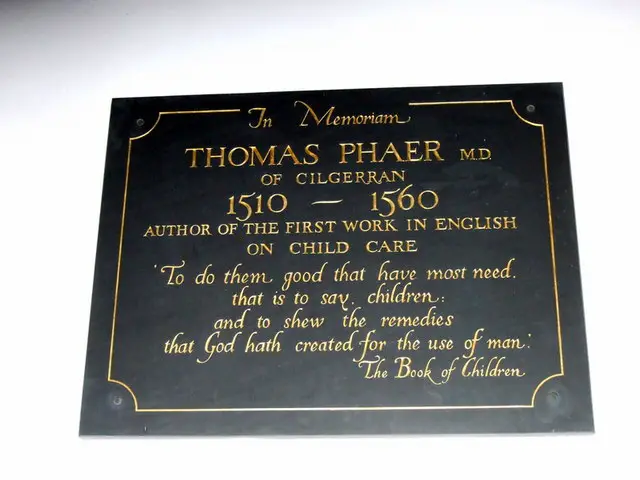 In Memoriam
THOMAS PHAER M.D.
OF CILGERRAN
1510 — 1560
AUTHOR OF THE FIRST WORK IN ENGLISH
ON CHILD CARE
'To do them good that have most need.
that is to say, children:
and to shew the remedies
that God hath created for the use of man.'
The Book of Children